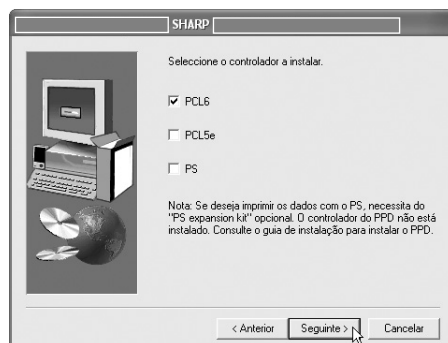 SHARP
Seleccione o controlador a instalar.
PCL6
PCL5e
PS
Nota: Se deseja imprimir os dados com o PS, necessita do
"PS expansion kit" opcional. O controlador do PPD não está
instalado. Consulte o guia de instalação para instalar o PPD.
< Anterior
Seguinte >
Cancelar